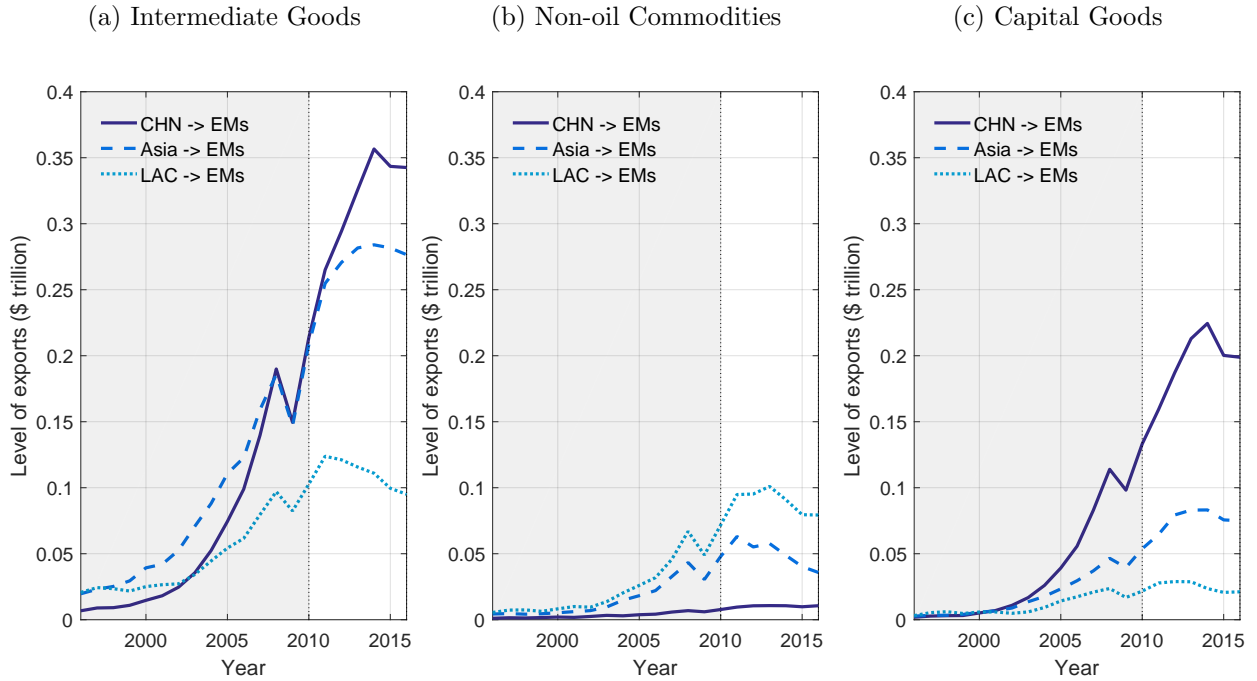 (a) Intermediate Goods
Level of exports ($ trillion)
0.4
0.35
0.3
0.25
0.2
0.15
0.1
0.05
0
CHN -> EMs
Asia -> EMs
LAC -> EMs
2000 2005 2010 2015
Year
(b) Non-oil Commodities
Level of exports ($ trillion)
0.4
0.35
0.3
0.25
0.2
0.15
0.1
0.05
0
CHN -> EMs
Asia -> EMs
LAC -> EMs
2000 2005 2010 2015
Year
(c) Capital Goods
Level of exports ($ trillion)
0.4
0.35
0.3
0.25
0.2
0.15
0.1
0.05
0
CHN -> EMs
Asia -> EMs
LAC -> EMs
2000 2005 2010 2015
Year